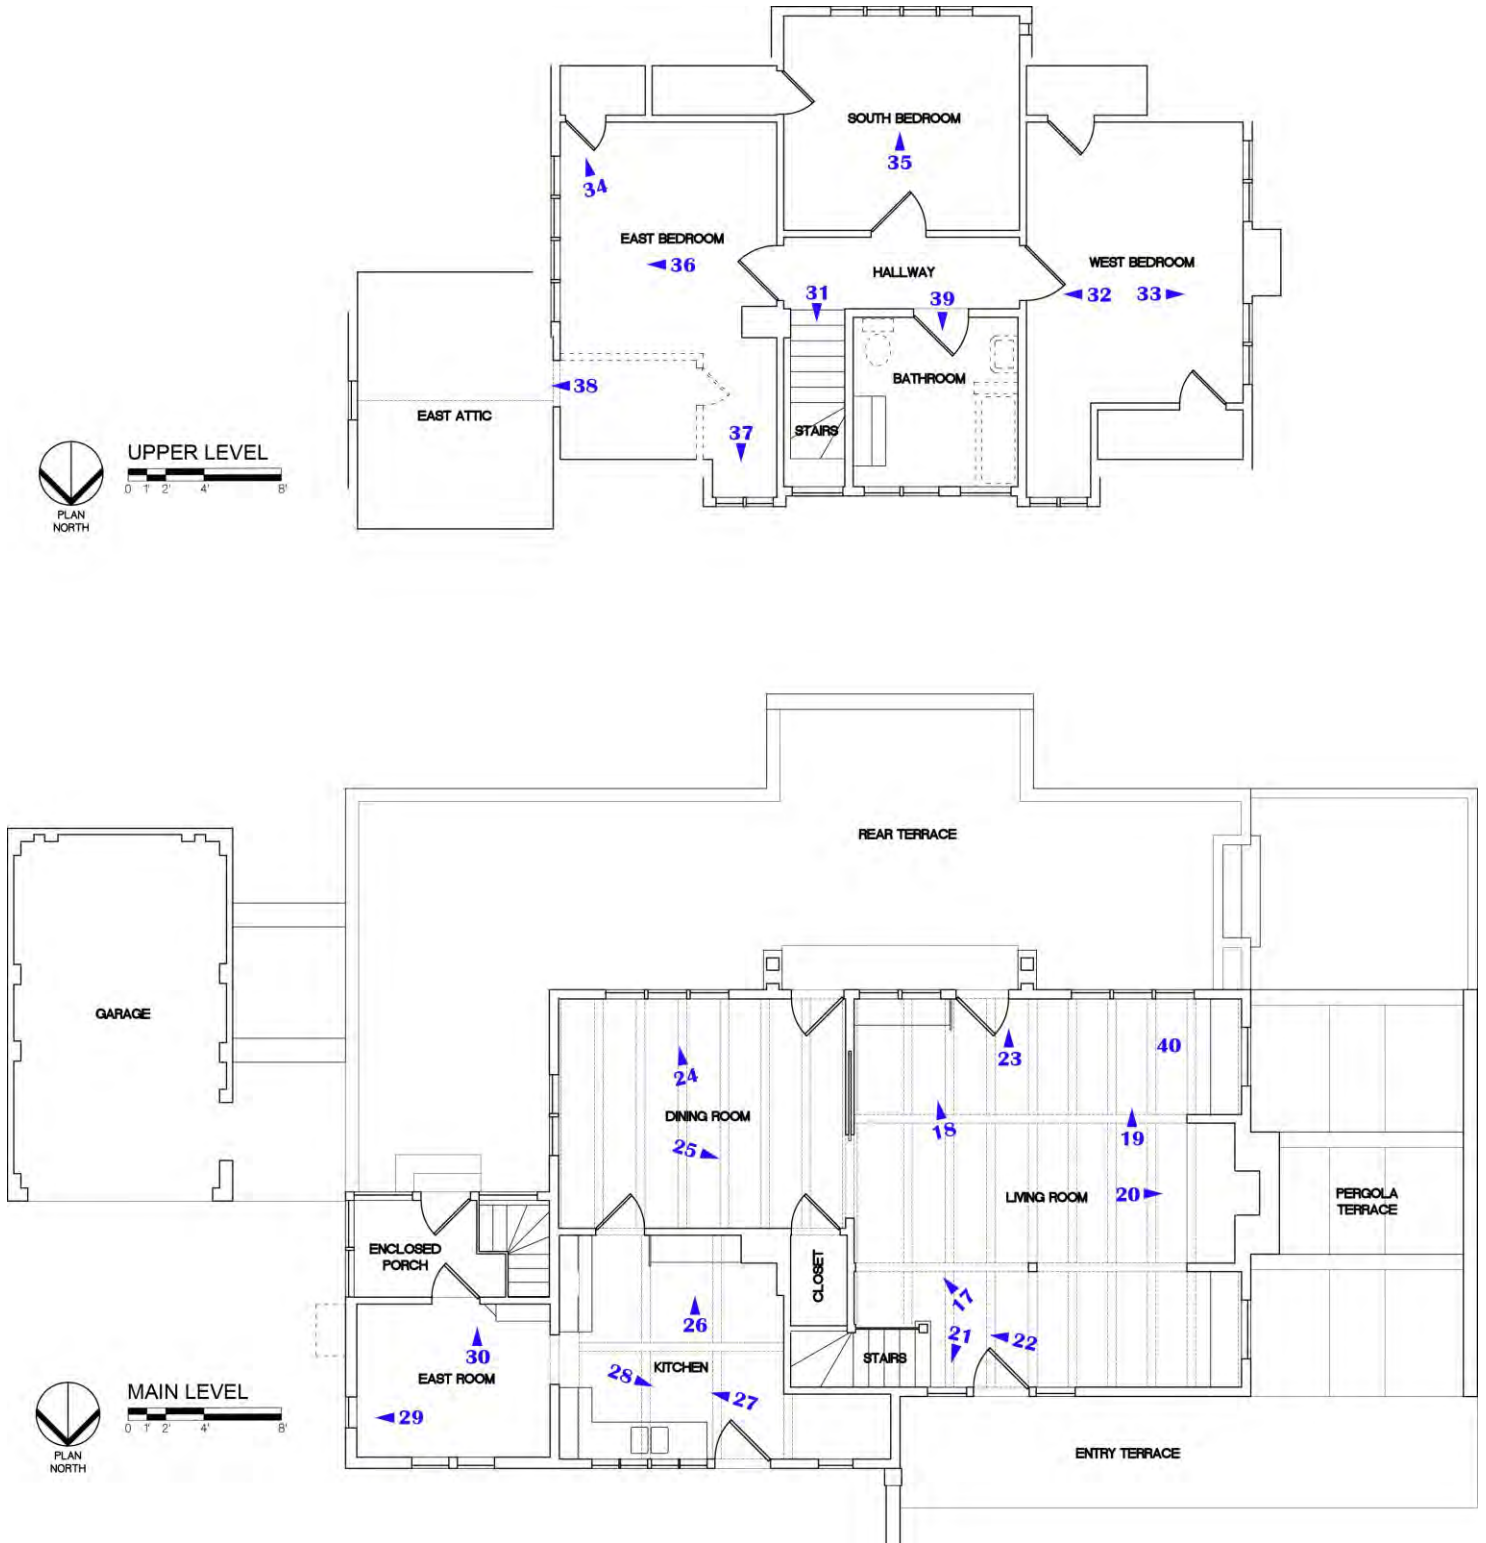 SOUTH BEDROOM
35
34
EAST BEDROOM
36
HALLWAY
WEST BEDROOM
31
39
32
33
BATHROOM
38
EAST ATTIC
37
STAIRS
UPPER LEVEL
0 1' 2' 4' 8'
PLAN
NORTH
REAR TERRACE
GARAGE
24
23
40
DINING ROOM
18
19
25
LIVING ROOM
20
PERGOLA
TERRACE
ENCLOSED
PORCH
CLOSET
17
26
21
22
30
STAIRS
EAST ROOM
28
KITCHEN
27
29
MAIN LEVEL
0 1' 2' 4' 8'
PLAN
NORTH
ENTRY TERRACE